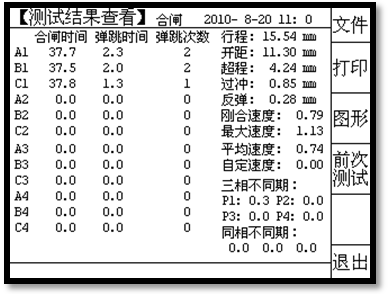 【测试结果查看】 合闸 2010- 8-20 11: 0
合闸时间 弹跳时间 弹跳次数
A1 37.7 2.3 2
B1 37.5 2.0 2
C1 37.8 1.3 1
A2 0.0 0.0 0
B2 0.0 0.0 0
C2 0.0 0.0 0
A3 0.0 0.0 0
B3 0.0 0.0 0
C3 0.0 0.0 0
A4 0.0 0.0 0
B4 0.0 0.0 0
C4 0.0 0.0 0
行程: 15.54 mm
开距: 11.30 mm
超程: 4.24 mm
过冲: 0.85 mm
反弹: 0.28 mm
刚合速度: 0.79
最大速度: 1.13
平均速度: 0.74
自定速度: 0.00
三相不同期:
P1: 0.3 P2: 0.0
P3: 0.0 P4: 0.0
同相不同期:
0.0 0.0 0.0
文件
打印
图形
前次
测试
退出